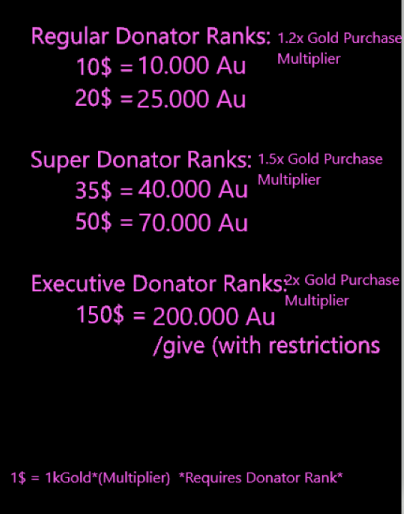 Regular Donator Ranks: 1.2x Gold Purchase
Multiplier
10$ = 10.000 Au
20$ = 25.000 Au
Super Donator Ranks: 1.5x Gold Purchase
Multiplier
35$ = 40.000 Au
50$ = 70.000 Au
Executive Donator Ranks: 2x Gold Purchase
Multiplier
150$ = 200.000 Au
/give (with restrictions
1$ = 1kGold*(Multiplier) *Requires Donator Rank*